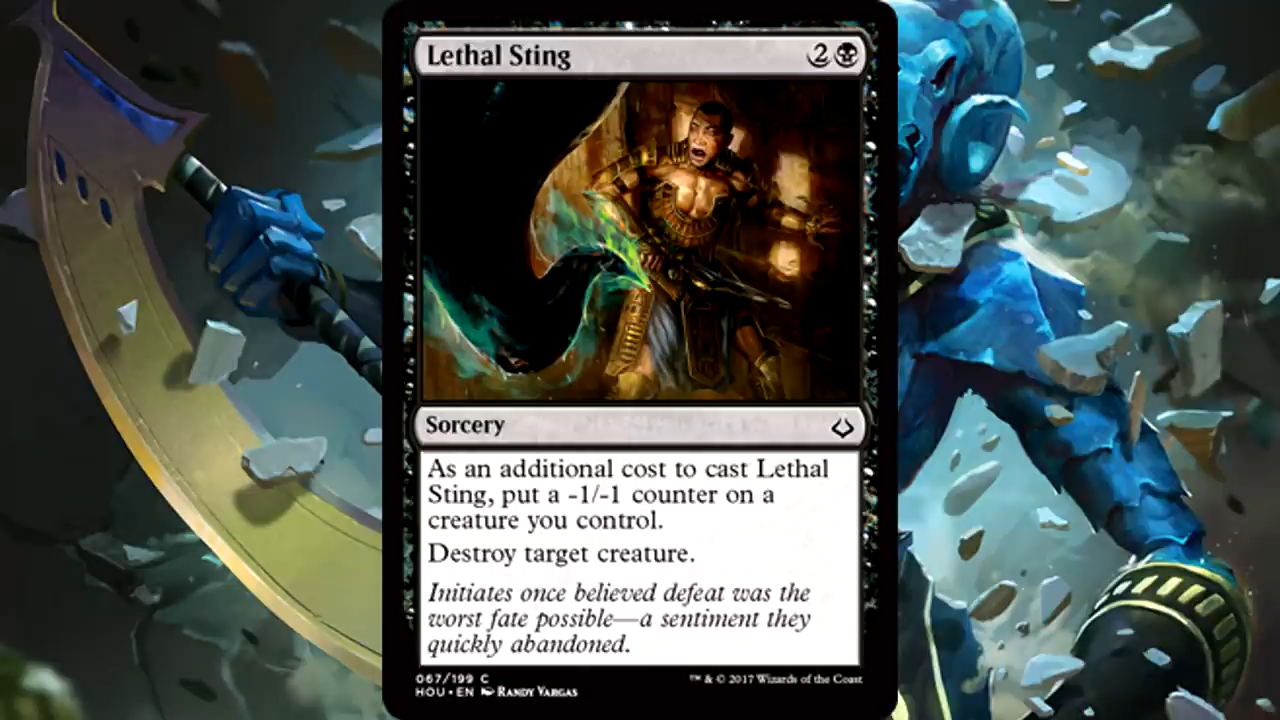 Lethal Sting 2
Sorcery
As an additional cost to cast Lethal
Sting, put a -1/-1 counter on a
creature you control.
Destroy target creature.
Initiates once believed defeat was the
worst fate possible—a sentiment they
quickly abandoned.
067/199 C ™ & © 2017 Wizards of the Coast
HOU • EN Randy Vargas